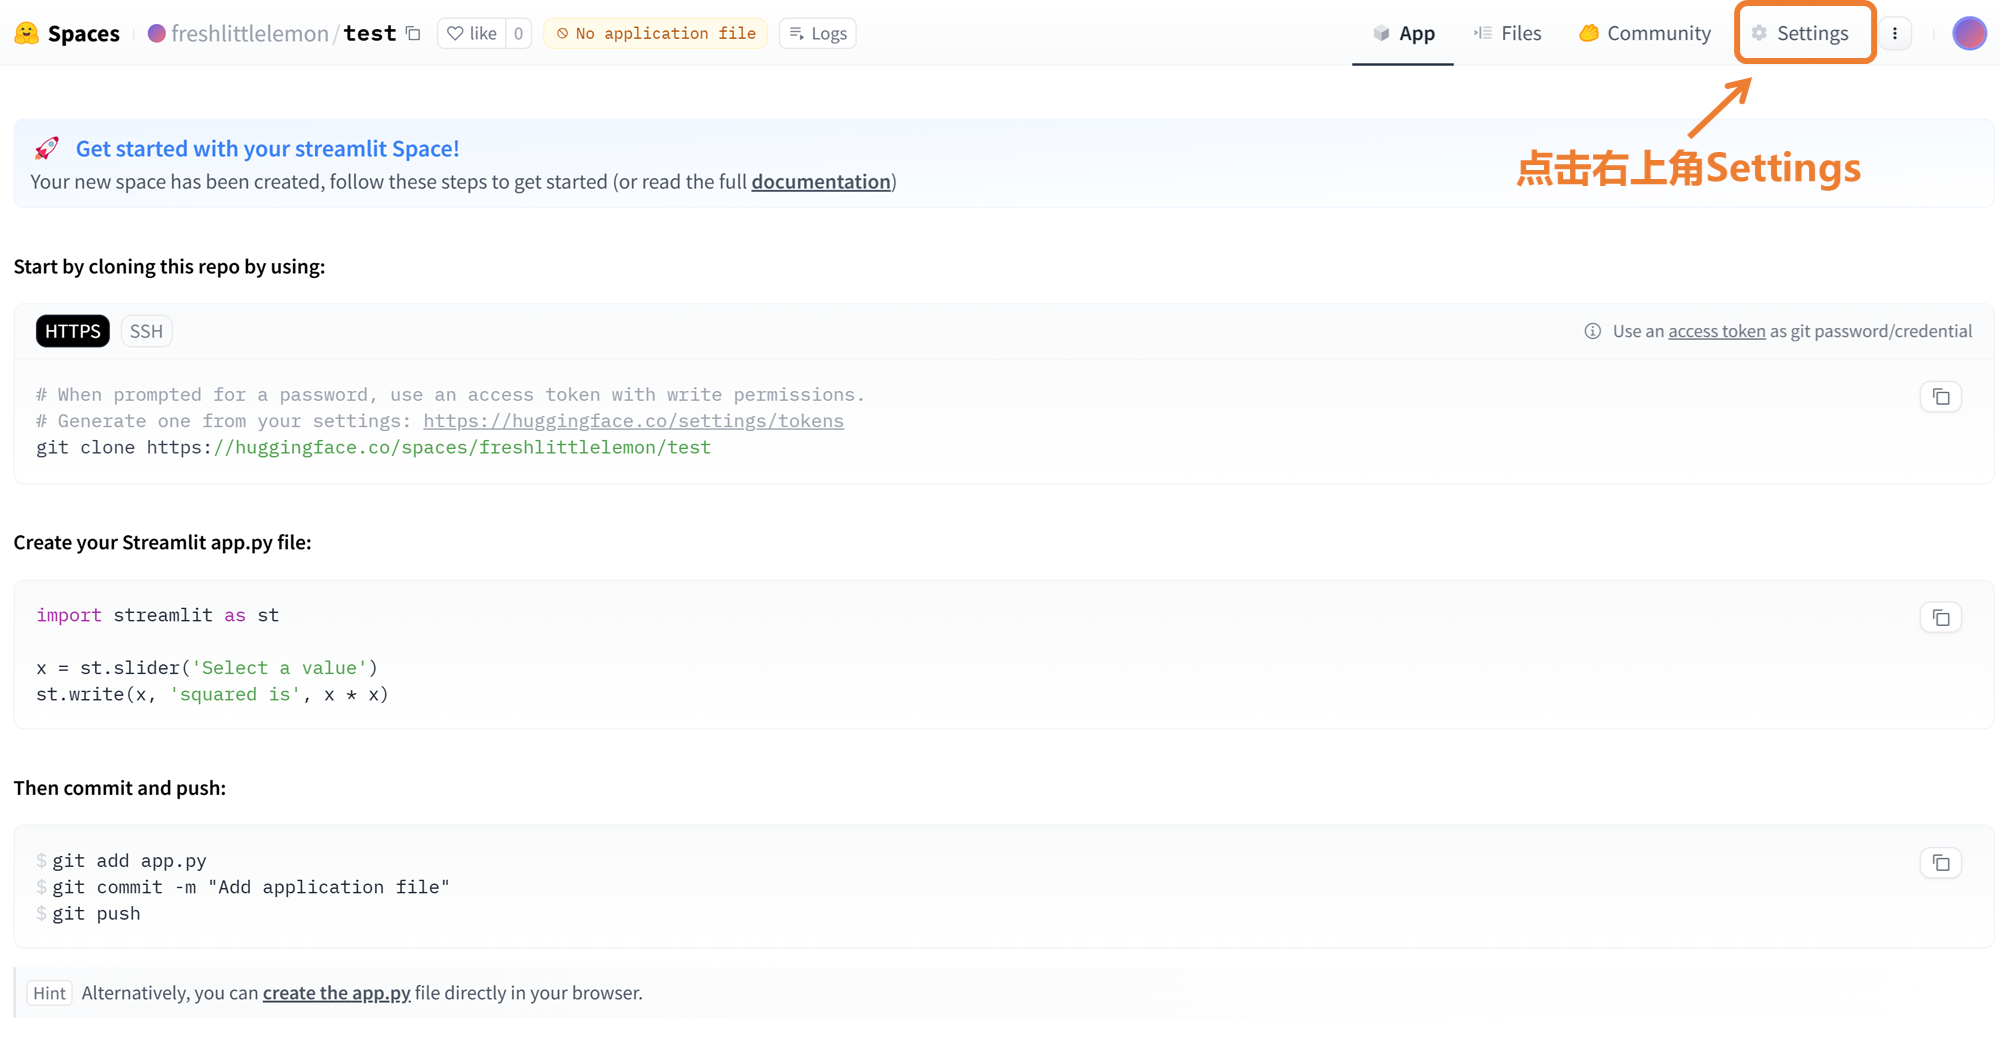 Spaces freshlittlelemon/test like 0 No application file Logs App Files Community Settings
点击右上角Settings
Get started with your streamlit Space!
Your new space has been created, follow these steps to get started (or read the full documentation)
Start by cloning this repo by using:
HTTPS SSH Use an access token as git password/credential
# When prompted for a password, use an access token with write permissions.
# Generate one from your settings: https://huggingface.co/settings/tokens
git clone https://huggingface.co/spaces/freshlittlelemon/test
Create your Streamlit app.py file:
import streamlit as st
x = st.slider('Select a value')
st.write(x, 'squared is', x * x)
Then commit and push:
$ git add app.py
$ git commit -m "Add application file"
$ git push
Hint Alternatively, you can create the app.py file directly in your browser.